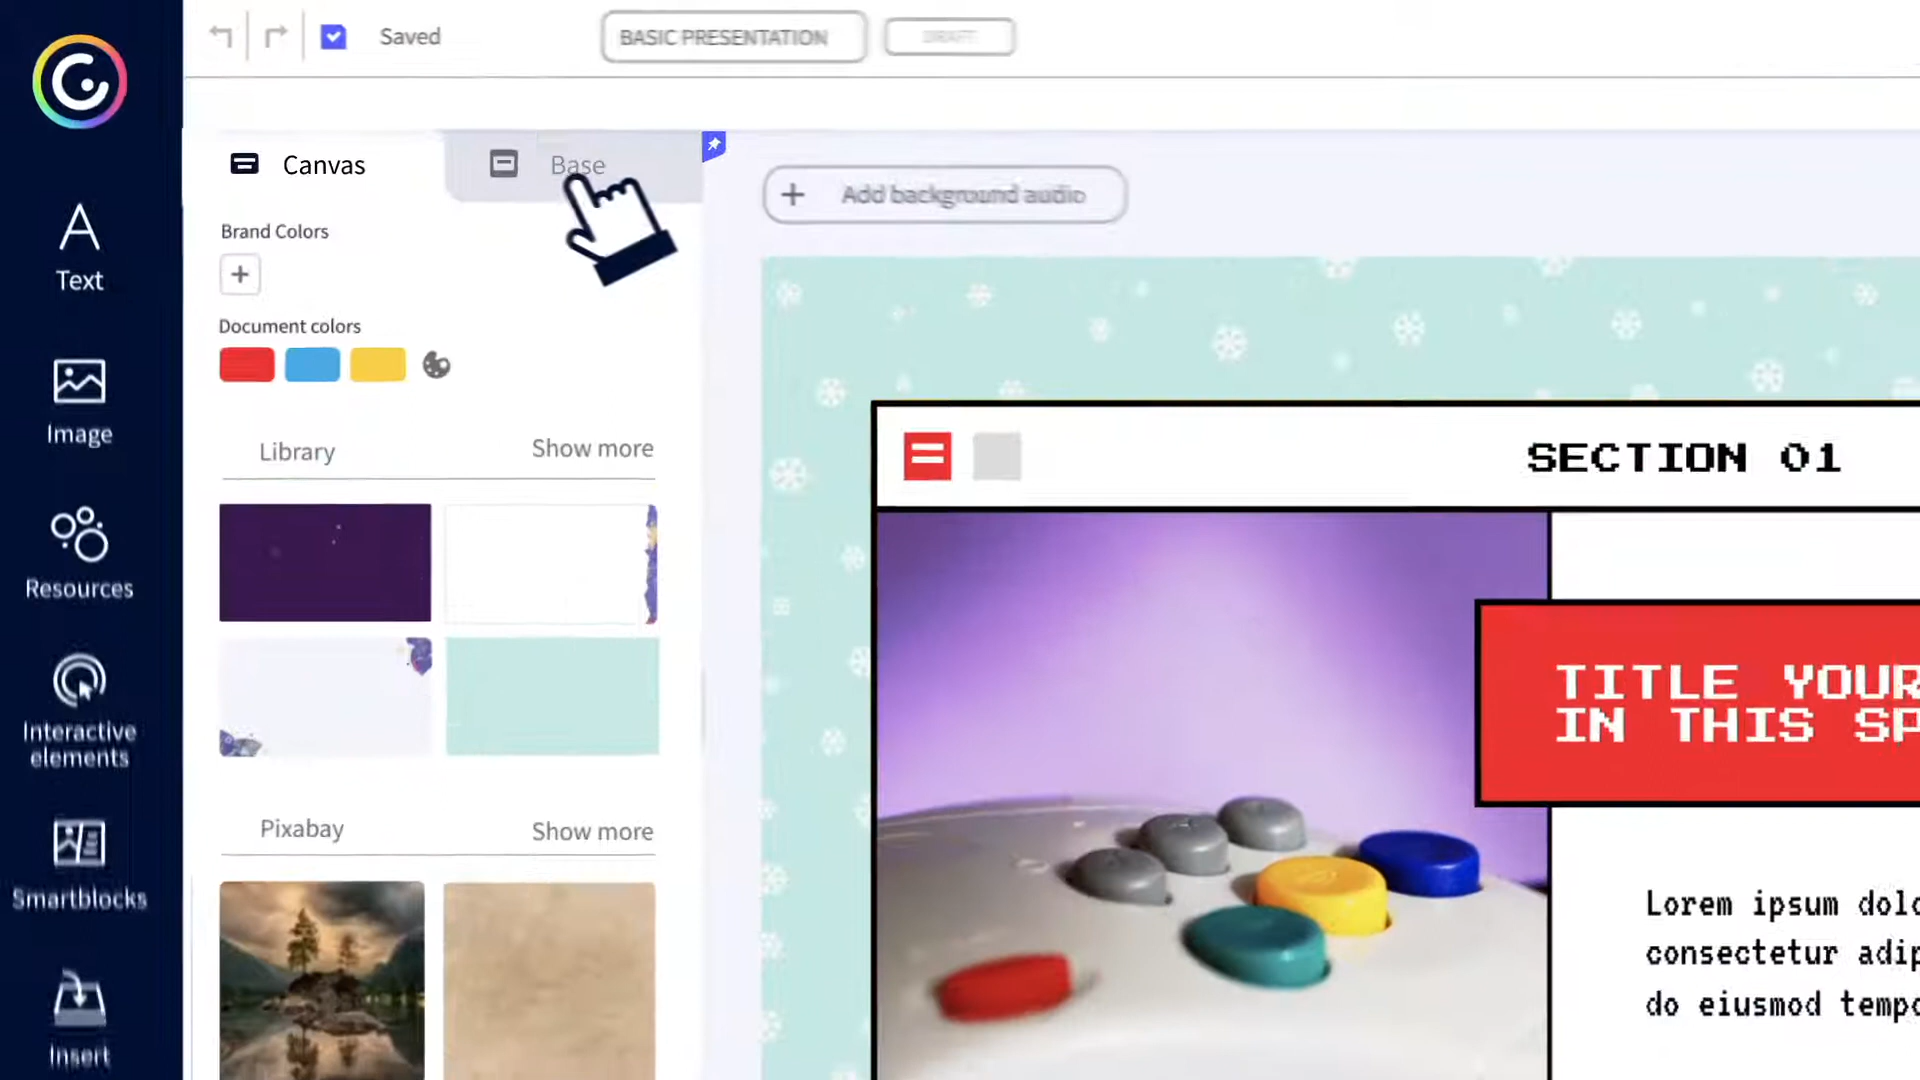 Saved
BASIC PRESENTATION
DRAFT
Canvas
Base
Add background audio
Brand Colors
Text
Document colors
Image
Library
Show more
SECTION 01
Resources
TITLE YOUR
IN THIS SP
Interactive
elements
Pixabay
Show more
Smartblocks
Lorem ipsum dolo
consectetur adip
do eiusmod tempo
Insert